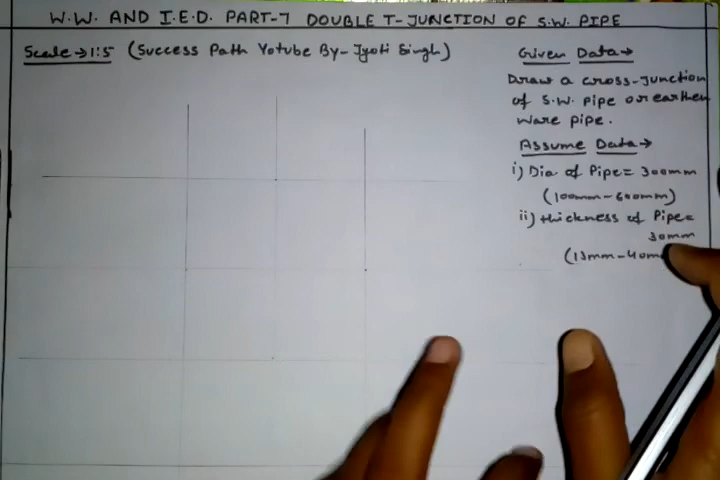 W.W. AND I.E.D. PART-7 DOUBLE T-JUNCTION OF S.W. PIPE
Scale→1:5 (Success Path Yotube By-Jyoti Singh)
Given Data→
Draw a cross-junction
of S.W. pipe or earthen
ware pipe.
Assume Data→
i) Dia of Pipe= 300mm
(100mm-600mm)
ii) thickness of Pipe=
30mm